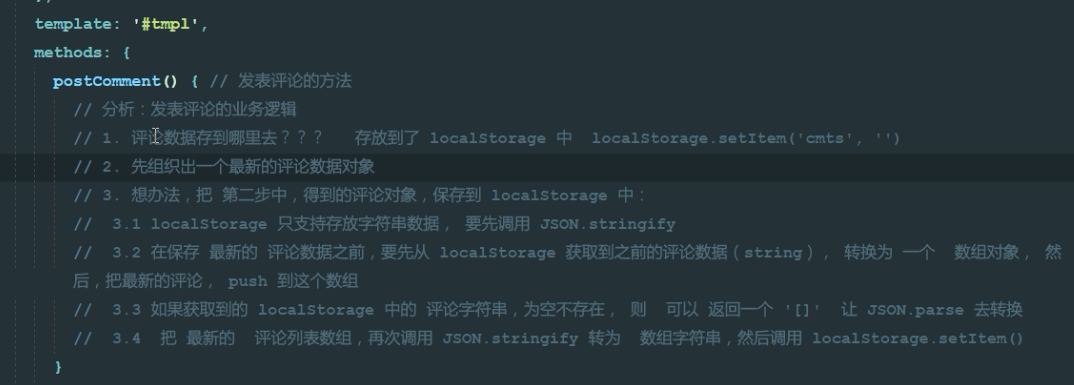 template: '#tmpl',
methods: {
postComment() { // 发表评论的方法
// 分析：发表评论的业务逻辑
// 1. 评论数据存到哪里去？？？ 存放到了 localStorage 中 localStorage.setItem('cmts', '')
// 2. 先组织出一个最新的评论数据对象
// 3. 想办法，把 第二步中，得到的评论对象，保存到 localStorage 中：
// 3.1 localStorage 只支持存放字符串数据， 要先调用 JSON.stringify
// 3.2 在保存 最新的 评论数据之前，要先从 localStorage 获取到之前的评论数据（string）， 转换为 一个 数组对象， 然
后，把最新的评论， push 到这个数组
// 3.3 如果获取到的 localStorage 中的 评论字符串，为空不存在， 则 可以 返回一个 '[]' 让 JSON.parse 去转换
// 3.4 把 最新的 评论列表数组，再次调用 JSON.stringify 转为 数组字符串，然后调用 localStorage.setItem()
}